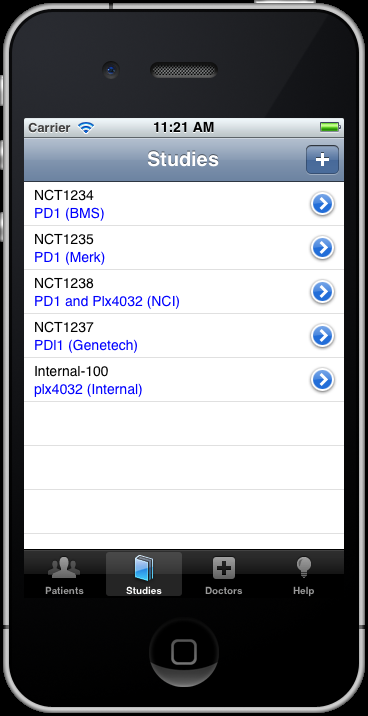 Carrier 11:21 AM
Studies +
NCT1234
PD1 (BMS)
NCT1235
PD1 (Merk)
NCT1238
PD1 and Plx4032 (NCI)
NCT1237
PDl1 (Genetech)
Internal-100
plx4032 (Internal)
Patients Studies Doctors Help